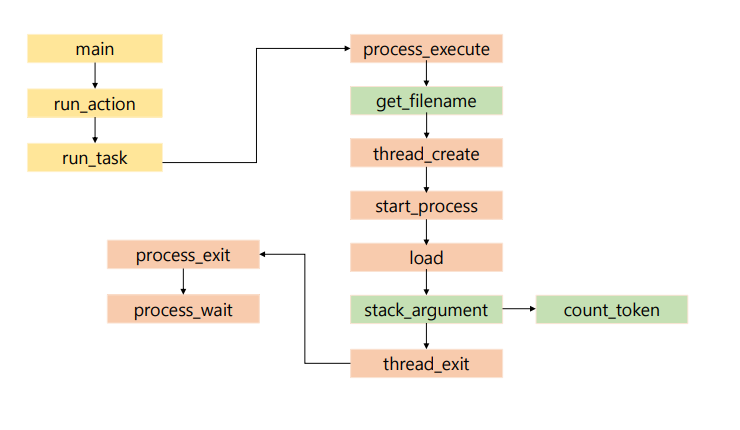 main
run_action
run_task
process_execute
get_filename
thread_create
start_process
load
stack_argument
count_token
thread_exit
process_exit
process_wait